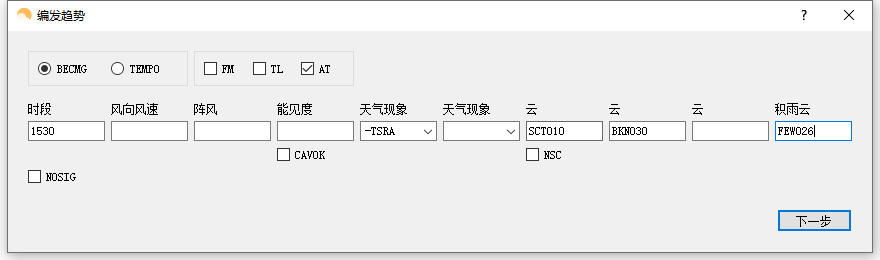 编发趋势
BECMG TEMPO FM TL AT
时段 风向风速 阵风 能见度 天气现象 天气现象 云 云 云 积雨云
1530 -TSRA SCT010 BKN030 FEW026
CAVOK NSC
NOSIG
下一步